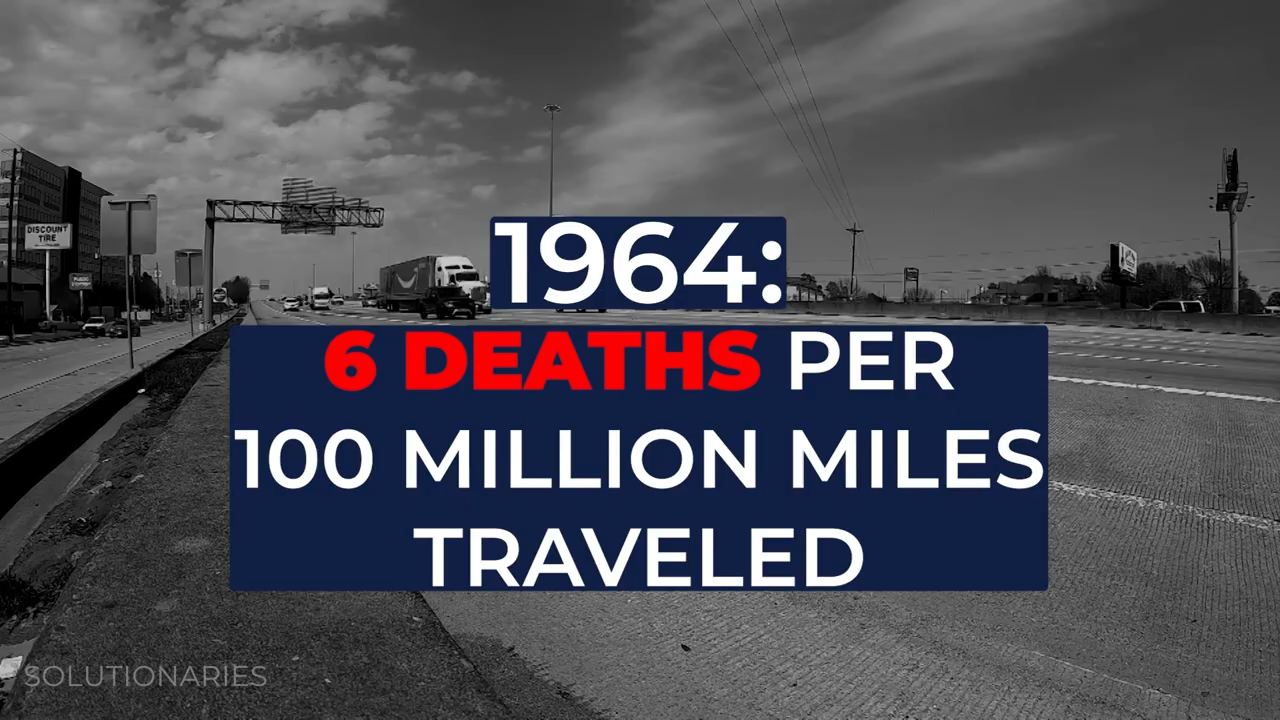 DISCOUNT
TIRE
1964:
6 DEATHS PER
100 MILLION MILES
TRAVELED
SOLUTIONARIES